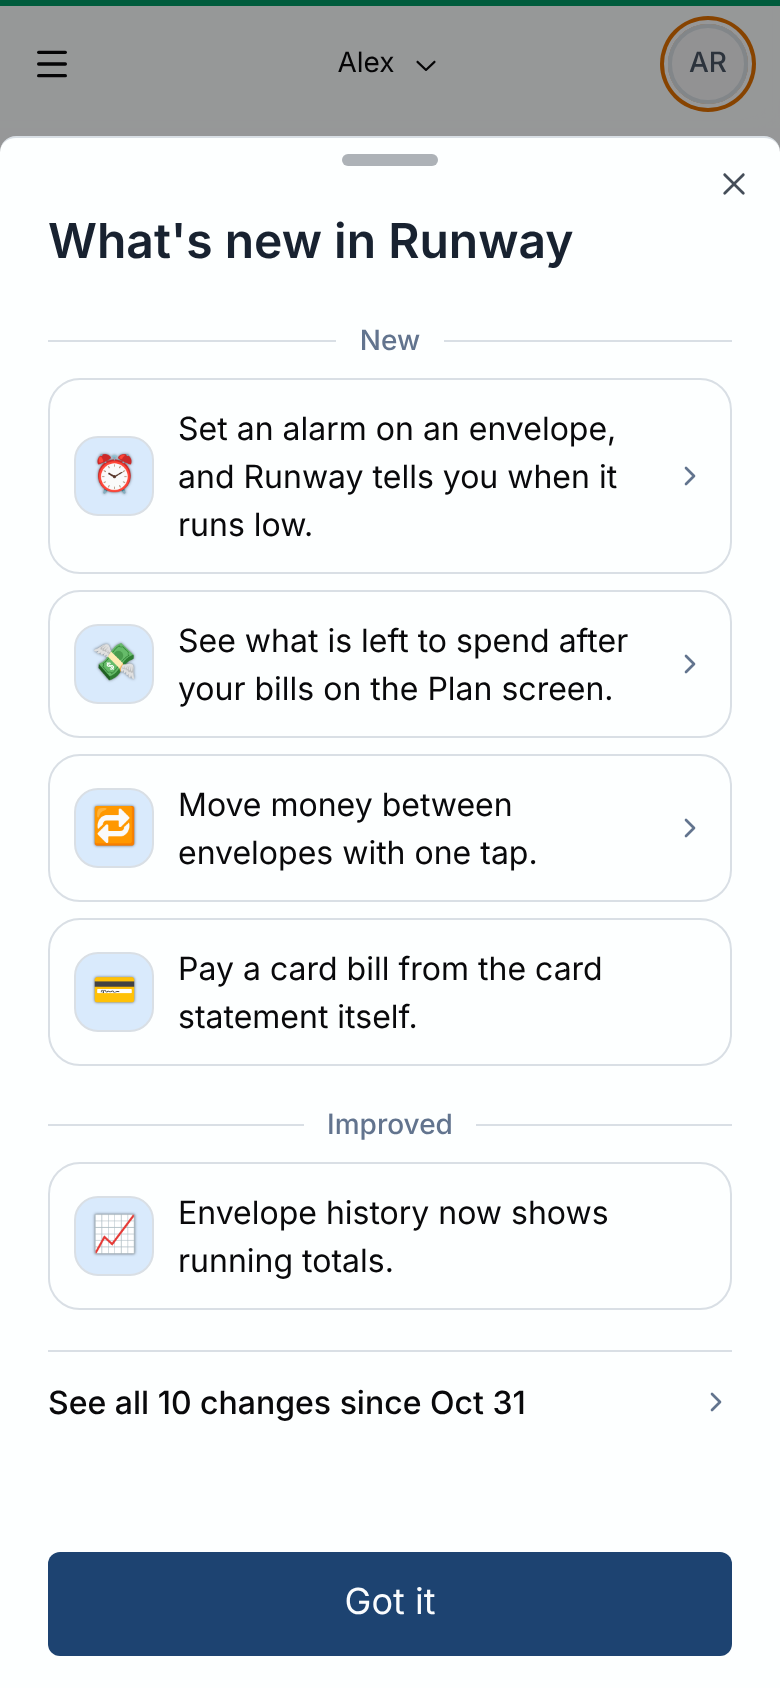 Alex
AR
What's new in Runway
New
Set an alarm on an envelope,
and Runway tells you when it
runs low.
See what is left to spend after
your bills on the Plan screen.
Move money between
envelopes with one tap.
Pay a card bill from the card
statement itself.
Improved
Envelope history now shows
running totals.
See all 10 changes since Oct 31
Got it